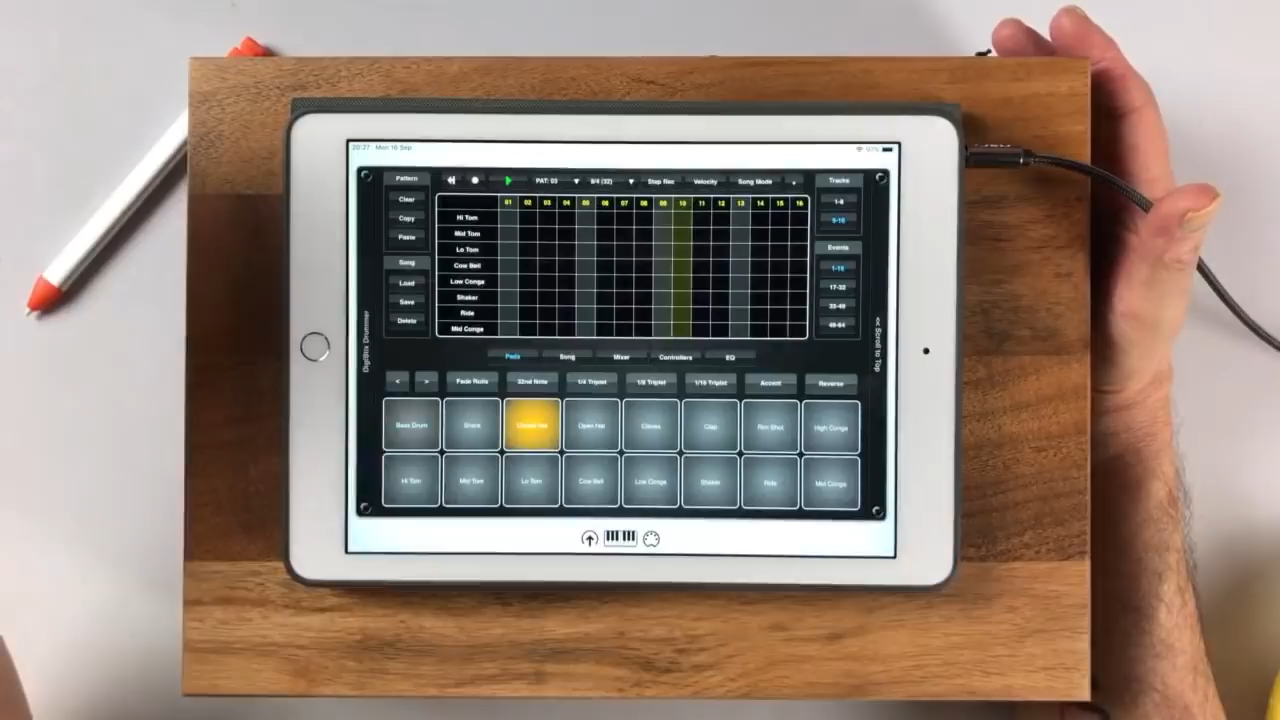 20:27 Mon 16 Sep
97%
Pattern
PAT: 03
8/4 (32)
Step Rec
Velocity
Song Mode
Tracks
Clear
Copy
Paste
01 02 03 04 05 06 07 08 09 10 11 12 13 14 15 16
1-8
9-16
Hi Tom
Mid Tom
Lo Tom
Cow Bell
Low Conga
Shaker
Ride
Mid Conga
Song
Load
Save
Delete
Events
1-16
17-32
33-48
49-64
DigiStix Drummer
<< Scroll to Top
Pads Song Mixer Controllers EQ
< > Fade Rolls 32nd Note 1/4 Triplet 1/8 Triplet 1/16 Triplet Accent Reverse
Bass Drum Snare Closed Hat Open Hat Claves Clap Rim Shot High Conga
Hi Tom Mid Tom Lo Tom Cow Bell Low Conga Shaker Ride Mid Conga